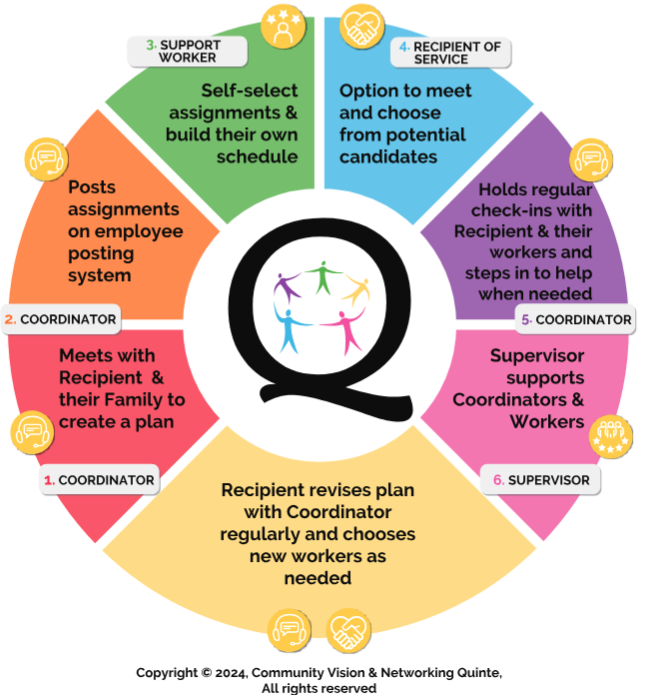 3. SUPPORT
WORKER
Self-select
assignments &
build their own
schedule
4. RECIPIENT OF
SERVICE
Option to meet
and choose
from potential
candidates
Posts
assignments
on employee
posting
system
2. COORDINATOR
Holds regular
check-ins with
Recipient & their
workers and
steps in to help
when needed
5. COORDINATOR
Q
Meets with
Recipient &
their Family to
create a plan
1. COORDINATOR
Supervisor
supports
Coordinators &
Workers
6. SUPERVISOR
Recipient revises plan
with Coordinator
regularly and chooses
new workers as
needed
Copyright © 2024, Community Vision & Networking Quinte,
All rights reserved